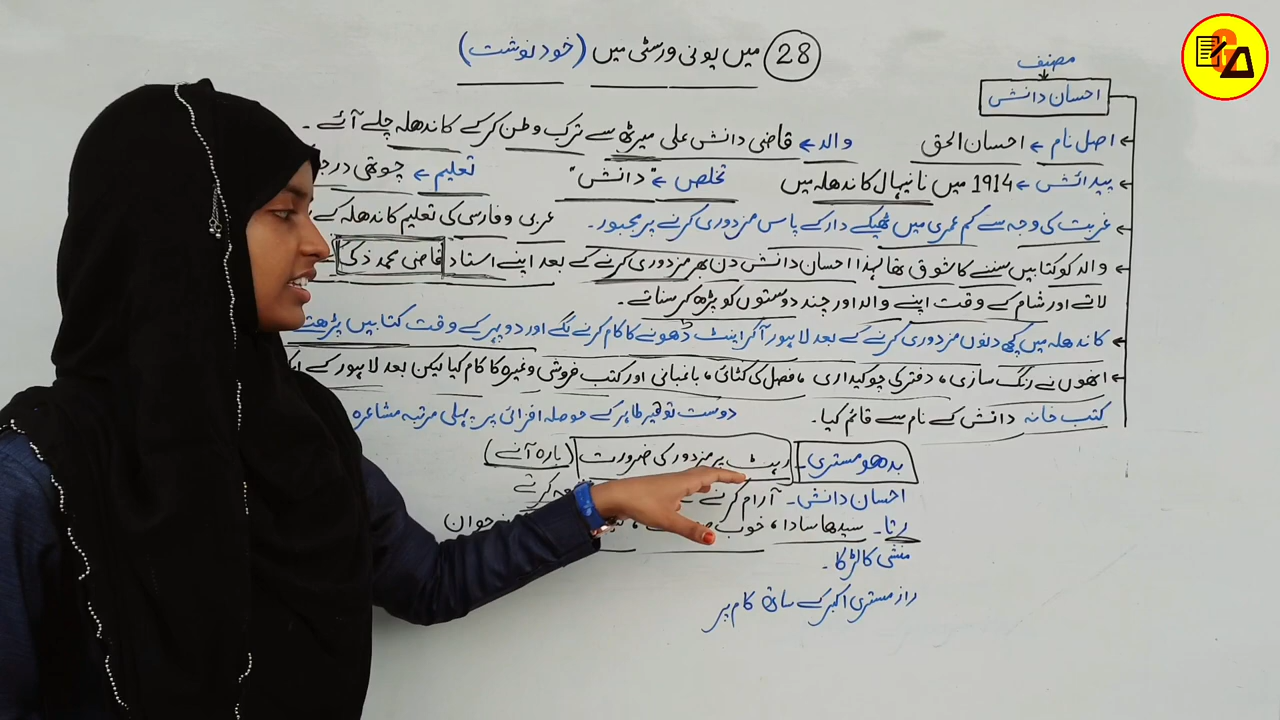 28 میں یونی ورسٹی میں (خود نوشت)
مصنف
احسان دانش
اصل نام ← احسان الحق والد ← قاضی دانش علی میرٹھ سے ترک وطن کرکے کاندھلہ چلے آئے ۔
پیدائش ← 1914 میں نانیہال کاندھلہ میں تخلص ← "دانش" تعلیم ← چوتھی
غربت کی وجہ سے کم عمری میں ٹھیکے دار کے پاس مزدوری کرنے پر مجبور ۔ عربی و فارسی کی تعلیم کاندھلہ کے
والد کو کتابیں سننے کا شوق تھا لہذا احسان دانش دن بھر مزدوری کرنے کے بعد اپنے استاد قاضی محمد ذکی
لاتے اور شام کے وقت اپنے والد اور چند دوستوں کو پڑھ کر سناتے ۔
کاندھلہ میں کچھ دنوں مزدوری کرنے کے بعد لاہور آکر اینٹ ڈھونے کا کام کرنے لگے اور دوپہر کے وقت کتابیں پڑھتے
انھوں نے رنگ سازی، دفتر کی چوکیداری، فصل کی کٹائی، باغبانی اور کتب فروشی وغیرہ کا کام کیا لیکن بعد لاہور کے
کتب خانہ دانش کے نام سے قائم کیا۔ دوست توقیر طاہر کے حوصلہ افزائی پر پہلی مرتبہ مشاعرہ
بدھو مستری ۔ رہٹ پر مزدور کی ضرورت (بارہ آنے)
احسان دانش ۔ آرام کرنے
رتا ۔ سیدھا سادا، خوب جوان
منشی کا لڑکا ۔
راز مستری اکبر کے ساتھ کام پر